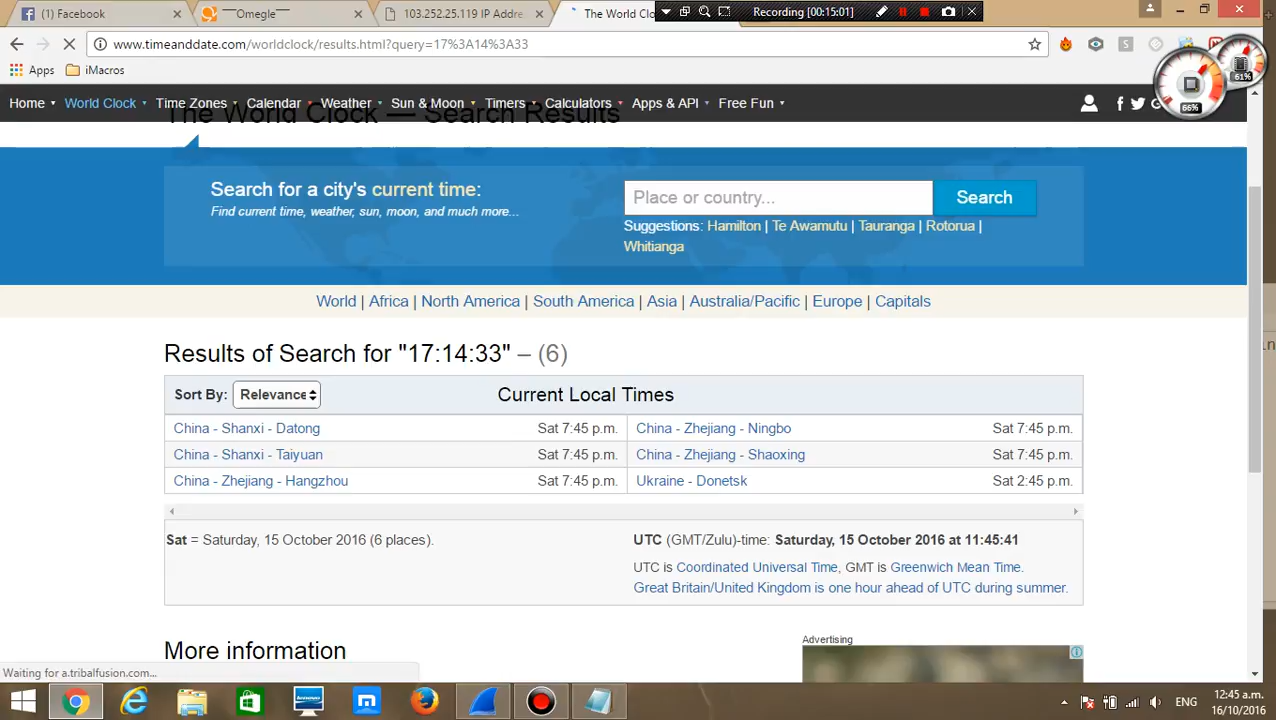 (1) Facebook
Omegle
103.252.25.119 IP Addre
The World Clo
Recording [00:15:01]
www.timeanddate.com/worldclock/results.html?query=17%3A14%3A33
Apps
iMacros
66%
61%
Home
World Clock
Time Zones
Calendar
Weather
Sun & Moon
Timers
Calculators
Apps & API
Free Fun
The World Clock — Search Results
Search for a city's current time:
Find current time, weather, sun, moon, and much more...
Place or country...
Search
Suggestions: Hamilton | Te Awamutu | Tauranga | Rotorua |
Whitianga
World | Africa | North America | South America | Asia | Australia/Pacific | Europe | Capitals
Results of Search for "17:14:33" – (6)
Sort By: Relevance
Current Local Times
China - Shanxi - Datong Sat 7:45 p.m. China - Zhejiang - Ningbo Sat 7:45 p.m.
China - Shanxi - Taiyuan Sat 7:45 p.m. China - Zhejiang - Shaoxing Sat 7:45 p.m.
China - Zhejiang - Hangzhou Sat 7:45 p.m. Ukraine - Donetsk Sat 2:45 p.m.
Sat = Saturday, 15 October 2016 (6 places).
UTC (GMT/Zulu)-time: Saturday, 15 October 2016 at 11:45:41
UTC is Coordinated Universal Time, GMT is Greenwich Mean Time.
Great Britain/United Kingdom is one hour ahead of UTC during summer.
More information
Advertising
Waiting for a.tribalfusion.com...
ENG
12:45 a.m.
16/10/2016